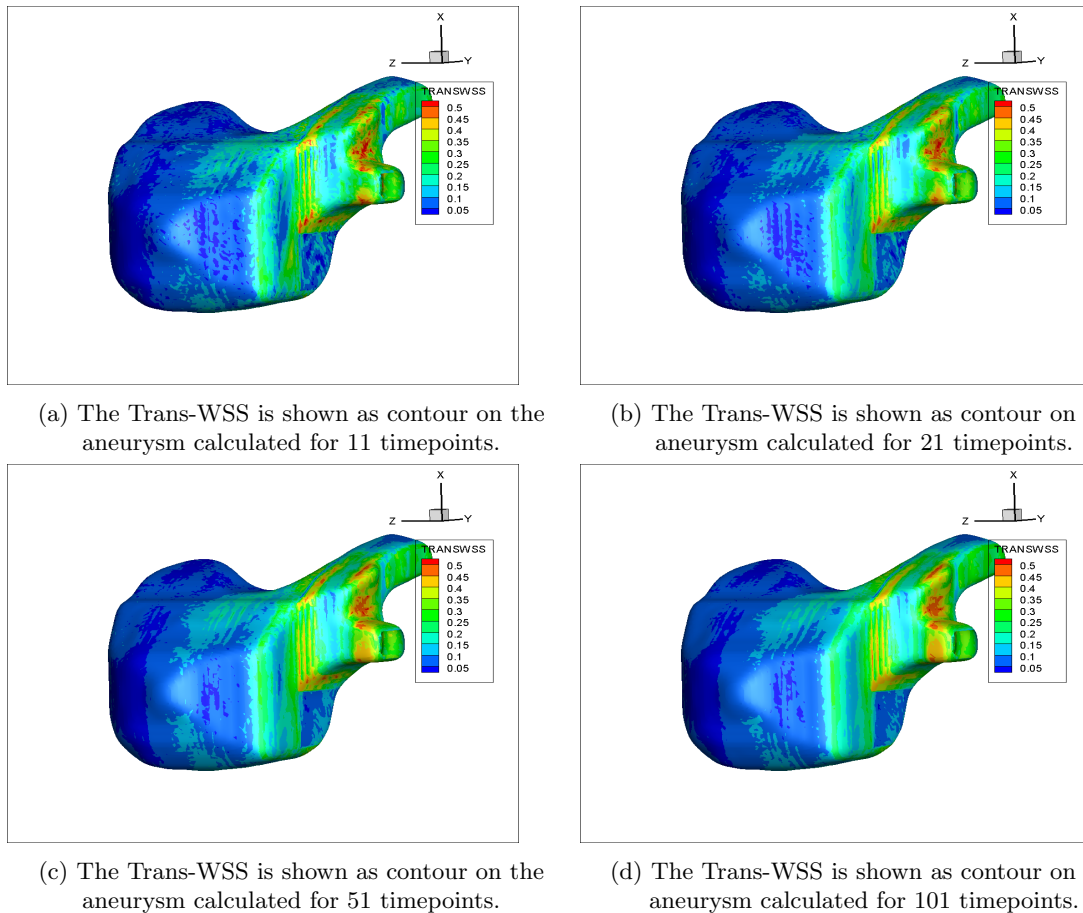 X
Z
Y
TRANSWSS
0.5
0.45
0.4
0.35
0.3
0.25
0.2
0.15
0.1
0.05
X
Z
Y
TRANSWSS
0.5
0.45
0.4
0.35
0.3
0.25
0.2
0.15
0.1
0.05
(a) The Trans-WSS is shown as contour on the
aneurysm calculated for 11 timepoints.
(b) The Trans-WSS is shown as contour on
aneurysm calculated for 21 timepoints.
X
Z
Y
TRANSWSS
0.5
0.45
0.4
0.35
0.3
0.25
0.2
0.15
0.1
0.05
X
Z
Y
TRANSWSS
0.5
0.45
0.4
0.35
0.3
0.25
0.2
0.15
0.1
0.05
(c) The Trans-WSS is shown as contour on the
aneurysm calculated for 51 timepoints.
(d) The Trans-WSS is shown as contour on
aneurysm calculated for 101 timepoints.